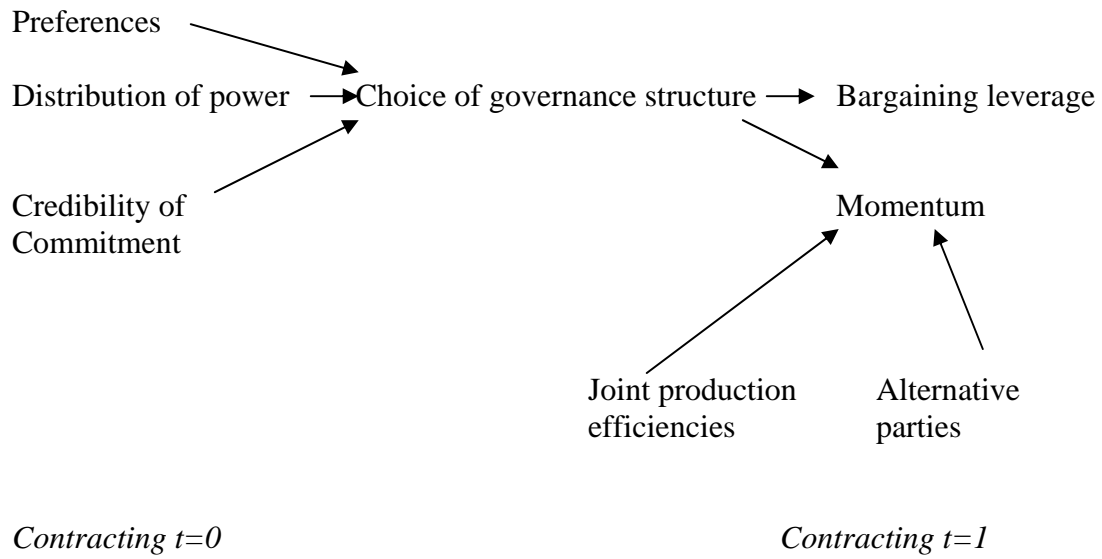 Preferences
Distribution of power Choice of governance structure Bargaining leverage
Credibility of Momentum
Commitment
Joint production Alternative
efficiencies parties
Contracting t=0 Contracting t=1